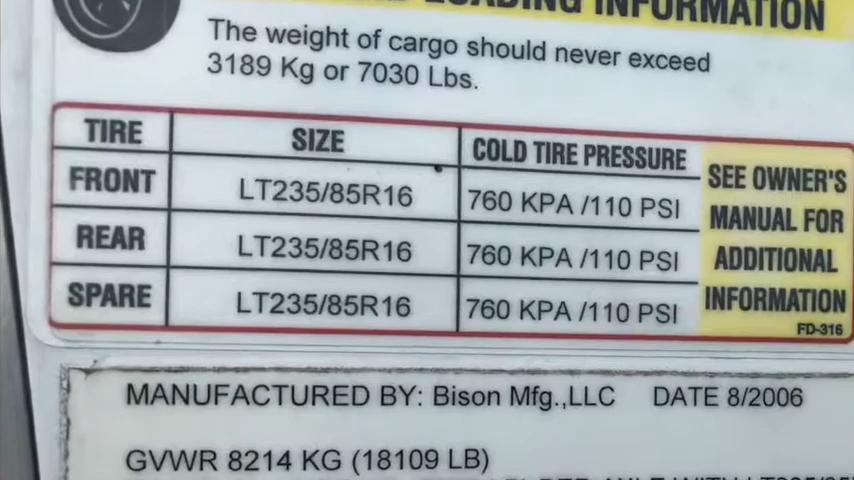 LOADING INFORMATION
The weight of cargo should never exceed
3189 Kg or 7030 Lbs.
TIRE SIZE COLD TIRE PRESSURE SEE OWNER'S MANUAL FOR ADDITIONAL INFORMATION
FRONT LT235/85R16 760 KPA /110 PSI
REAR LT235/85R16 760 KPA /110 PSI
SPARE LT235/85R16 760 KPA /110 PSI
FD-316
MANUFACTURED BY: Bison Mfg.,LLC DATE 8/2006
GVWR 8214 KG (18109 LB)